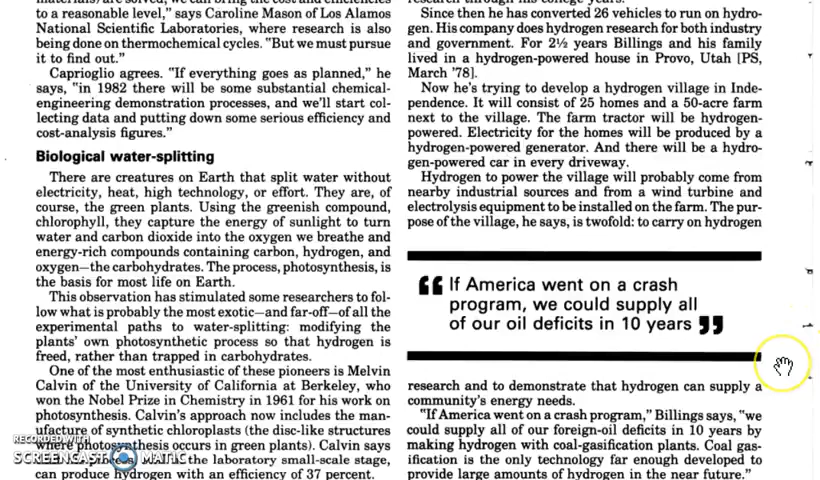 materials) are solved, we can bring the cost and efficiencies
to a reasonable level," says Caroline Mason of Los Alamos
National Scientific Laboratories, where research is also
being done on thermochemical cycles. "But we must pursue
it to find out."
Capriogl​io agrees. "If everything goes as planned," he
says, "in 1982 there will be some substantial chemical-
engineering demonstration processes, and we'll start col-
lecting data and putting down some serious efficiency and
cost-analysis figures."
Biological water-splitting
There are creatures on Earth that split water without
electricity, heat, high technology, or effort. They are, of
course, the green plants. Using the greenish compound,
chlorophyll, they capture the energy of sunlight to turn
water and carbon dioxide into the oxygen we breathe and
energy-rich compounds containing carbon, hydrogen, and
oxygen—the carbohydrates. The process, photosynthesis, is
the basis for most life on Earth.
This observation has stimulated some researchers to fol-
low what is probably the most exotic—and far-off—of all the
experimental paths to water-splitting: modifying the
plants' own photosynthetic process so that hydrogen is
freed, rather than trapped in carbohydrates.
One of the most enthusiastic of these pioneers is Melvin
Calvin of the University of California at Berkeley, who
won the Nobel Prize in Chemistry in 1961 for his work on
photosynthesis. Calvin's approach now includes the man-
ufacture of synthetic chloroplasts (the disc-like structures
where photosynthesis occurs in green plants). Calvin says
the laboratory small-scale stage,
can produce hydrogen with an efficiency of 37 percent.
research through his college years.
Since then he has converted 26 vehicles to run on hydro-
gen. His company does hydrogen research for both industry
and government. For 2½ years Billings and his family
lived in a hydrogen-powered house in Provo, Utah [PS,
March '78].
Now he's trying to develop a hydrogen village in Inde-
pendence. It will consist of 25 homes and a 50-acre farm
next to the village. The farm tractor will be hydrogen-
powered. Electricity for the homes will be produced by a
hydrogen-powered generator. And there will be a hydro-
gen-powered car in every driveway.
Hydrogen to power the village will probably come from
nearby industrial sources and from a wind turbine and
electrolysis equipment to be installed on the farm. The pur-
pose of the village, he says, is twofold: to carry on hydrogen
“ If America went on a crash
program, we could supply all
of our oil deficits in 10 years ”
research and to demonstrate that hydrogen can supply a
community's energy needs.
"If America went on a crash program," Billings says, "we
could supply all of our foreign-oil deficits in 10 years by
making hydrogen with coal-gasification plants. Coal gas-
ification is the only technology far enough developed to
provide large amounts of hydrogen in the near future."
RECORDED WITH
SCREENCAST MATIC